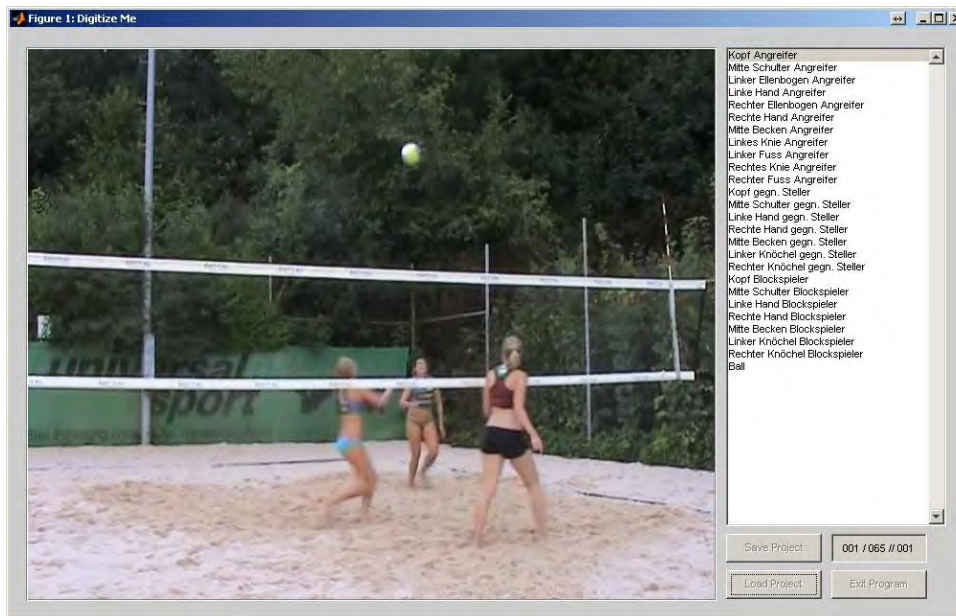 Figure 1: Digitize Me
Kopf Angreifer
Mitte Schulter Angreifer
Linker Ellenbogen Angreifer
Linke Hand Angreifer
Rechter Ellenbogen Angreifer
Rechte Hand Angreifer
Mitte Becken Angreifer
Linkes Knie Angreifer
Linker Fuss Angreifer
Rechtes Knie Angreifer
Rechter Fuss Angreifer
Kopf gegn. Steller
Mitte Schulter gegn. Steller
Linke Hand gegn. Steller
Rechte Hand gegn. Steller
Mitte Becken gegn. Steller
Linker Knöchel gegn. Steller
Rechter Knöchel gegn. Steller
Kopf Blockspieler
Mitte Schulter Blockspieler
Linke Hand Blockspieler
Rechte Hand Blockspieler
Mitte Becken Blockspieler
Linker Knöchel Blockspieler
Rechter Knöchel Blockspieler
Ball
universal
sport
Save Project
001 / 065 // 001
Load Project
Exit Program